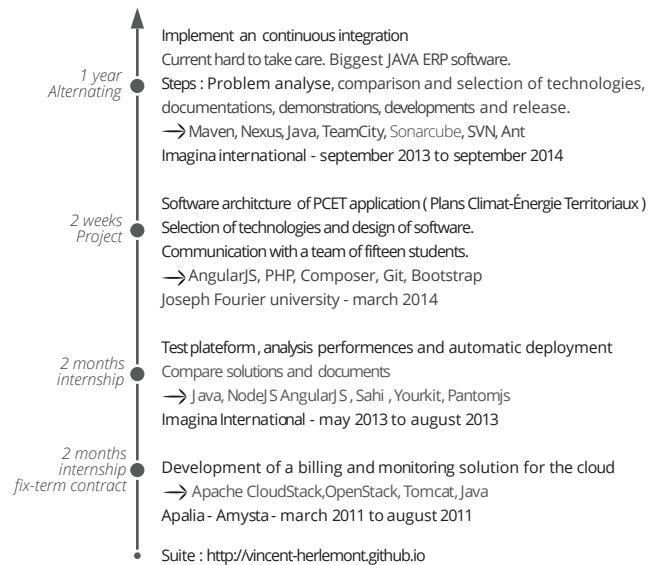 Implement an continuous integration
Current hard to take care. Biggest JAVA ERP software.
1 year
Alternating
Steps : Problem analyse, comparison and selection of technologies,
documentations, demonstrations, developments and release.
→ Maven, Nexus, Java, TeamCity, Sonarcube, SVN, Ant
Imagina international - september 2013 to september 2014
2 weeks
Project
Software architcture of PCET application ( Plans Climat-Énergie Territoriaux )
Selection of technologies and design of software.
Communication with a team of fifteen students.
→ AngularJS, PHP, Composer, Git, Bootstrap
Joseph Fourier university - march 2014
2 months
internship
Test plateform , analysis performences and automatic deployment
Compare solutions and documents
→ Java, NodeJS AngularJS , Sahi , Yourkit, Pantomjs
Imagina International - may 2013 to august 2013
2 months
internship
fix-term contract
Development of a billing and monitoring solution for the cloud
→ Apache CloudStack,OpenStack, Tomcat, Java
Apalia - Amysta - march 2011 to august 2011
Suite : http://vincent-herlemont.github.io